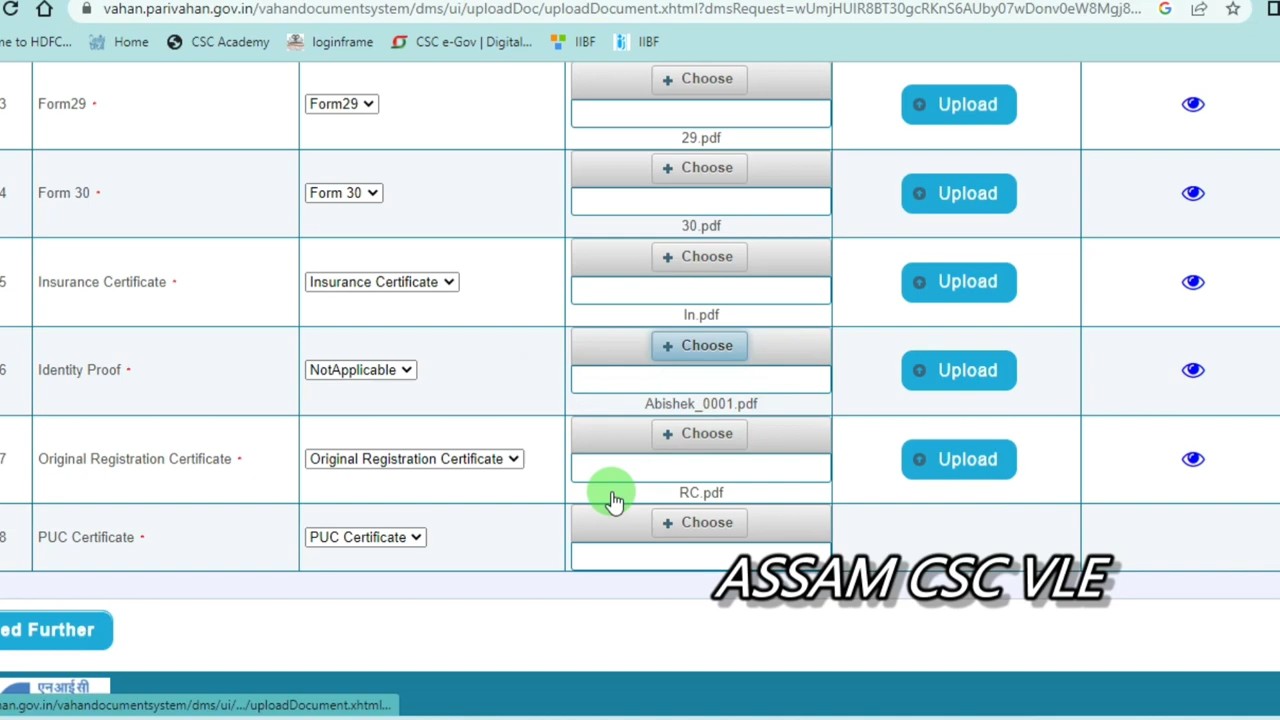 vahan.parivahan.gov.in/vahandocumentsystem/dms/ui/uploadDoc/uploadDocument.xhtml?dmsRequest=wUmjHUIR8BT30gcRKnS6AUby07wDonv0eW8Mgj8...
ne to HDFC... Home CSC Academy loginframe CSC e-Gov | Digital... IIBF IIBF
Choose
3 Form29 * Form29 Upload
29.pdf
Choose
4 Form 30 * Form 30 Upload
30.pdf
Choose
5 Insurance Certificate * Insurance Certificate Upload
In.pdf
Choose
6 Identity Proof * NotApplicable Upload
Abishek_0001.pdf
Choose
7 Original Registration Certificate * Original Registration Certificate Upload
RC.pdf
Choose
8 PUC Certificate * PUC Certificate
ASSAM CSC VLE
ed Further
एन आई सी
an.gov.in/vahandocumentsystem/dms/ui/.../uploadDocument.xhtml...